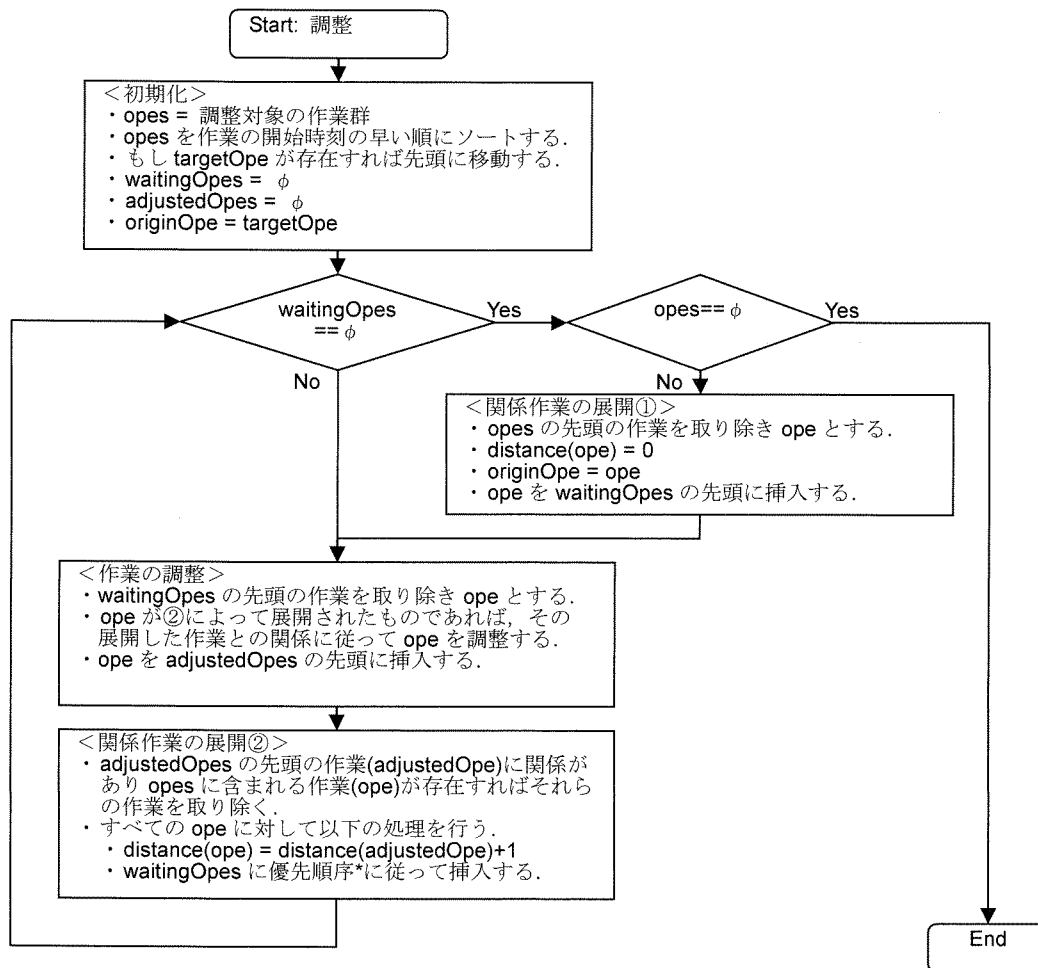 Start: 調整
＜初期化＞
・opes = 調整対象の作業群
・opes を作業の開始時刻の早い順にソートする．
・もし targetOpe が存在すれば先頭に移動する．
・waitingOpes = φ
・adjustedOpes = φ
・originOpe = targetOpe
waitingOpes
== φ
Yes
No
opes== φ
Yes
No
＜関係作業の展開①＞
・opes の先頭の作業を取り除き ope とする．
・distance(ope) = 0
・originOpe = ope
・ope を waitingOpes の先頭に挿入する．
＜作業の調整＞
・waitingOpes の先頭の作業を取り除き ope とする．
・ope が②によって展開されたものであれば，その
展開した作業との関係に従って ope を調整する．
・ope を adjustedOpes の先頭に挿入する．
＜関係作業の展開②＞
・adjustedOpes の先頭の作業(adjustedOpe)に関係が
あり opes に含まれる作業(ope)が存在すればそれら
の作業を取り除く．
・すべての ope に対して以下の処理を行う．
・distance(ope) = distance(adjustedOpe)+1
・waitingOpes に優先順序*に従って挿入する．
End